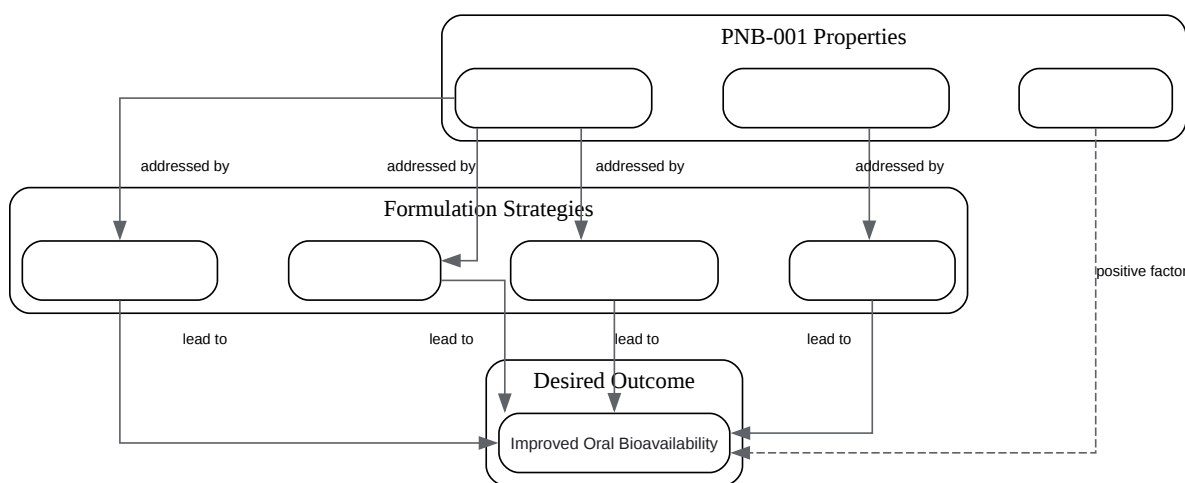 PNB-001 Properties
addressed by
addressed by
addressed by
addressed by
Formulation Strategies
positive factor
lead to
lead to
lead to
lead to
Desired Outcome
Improved Oral Bioavailability